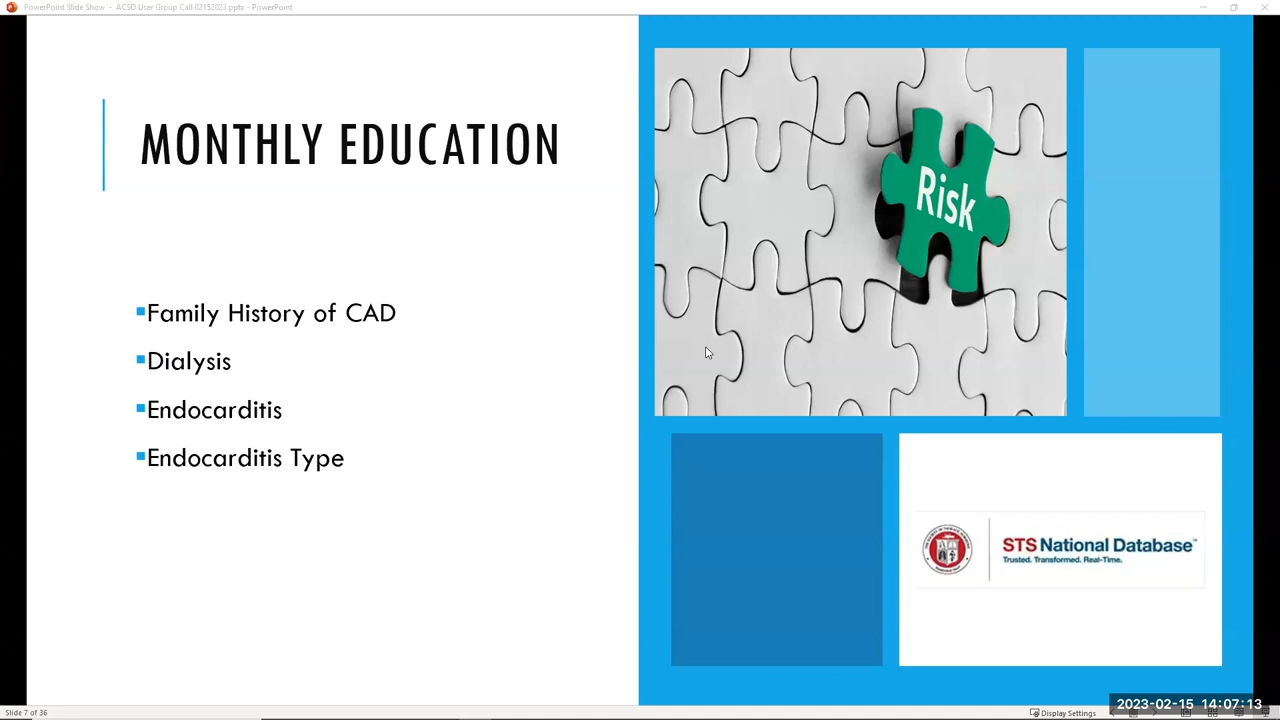 PowerPoint Slide Show - ACSD User Group Call 02152023.pptx - PowerPoint
MONTHLY EDUCATION
Family History of CAD
Dialysis
Endocarditis
Endocarditis Type
Risk
STS National Database™
Trusted. Transformed. Real-Time.
2023-02-15 14:07:13
Slide 7 of 36
Display Settings